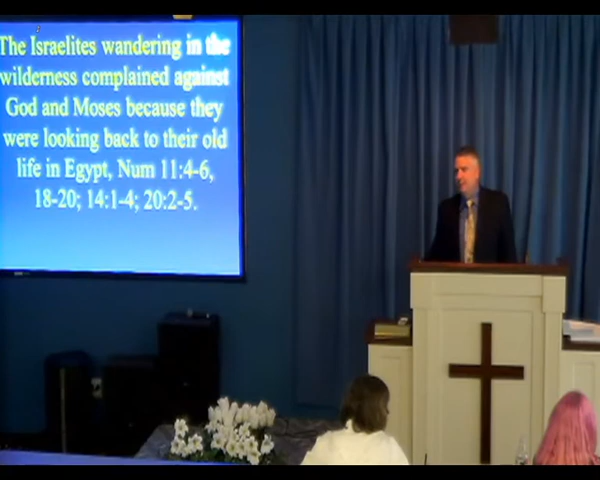 The Israelites wandering in the
wilderness complained against
God and Moses because they
were looking back to their old
life in Egypt, Num 11:4-6,
18-20; 14:1-4; 20:2-5.